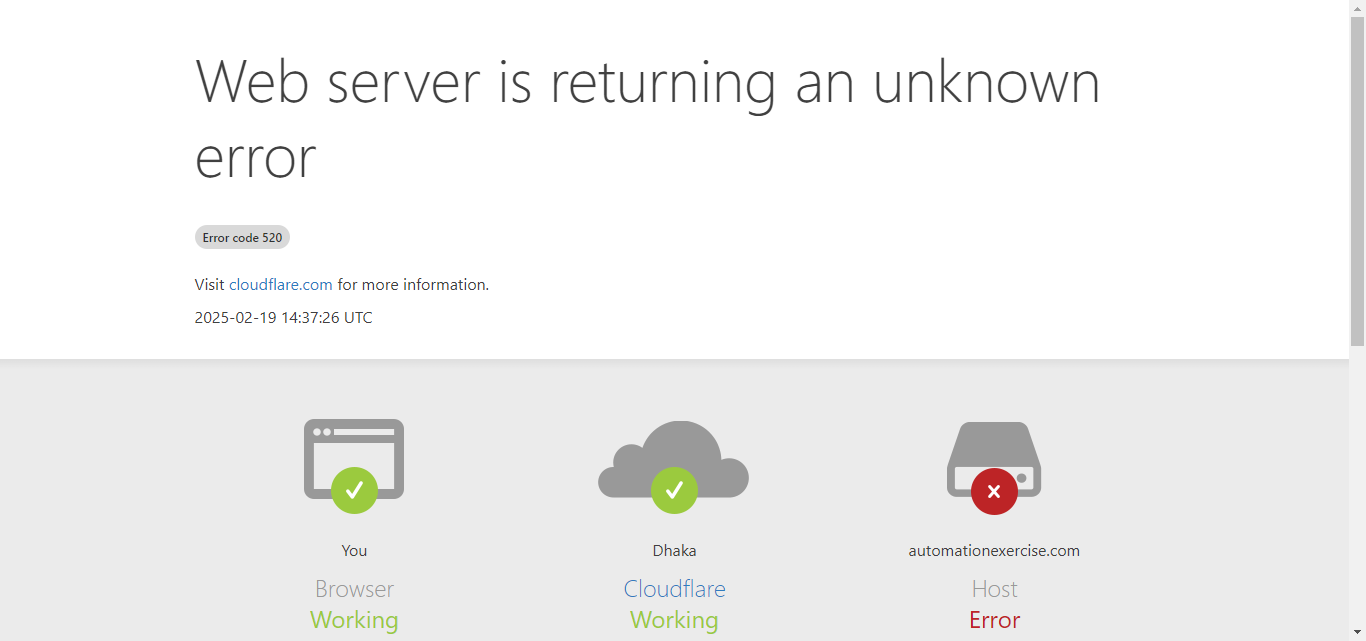 Web server is returning an unknown
error
Error code 520
Visit cloudflare.com for more information.
2025-02-19 14:37:26 UTC
You
Browser
Working
Dhaka
Cloudflare
Working
automationexercise.com
Host
Error